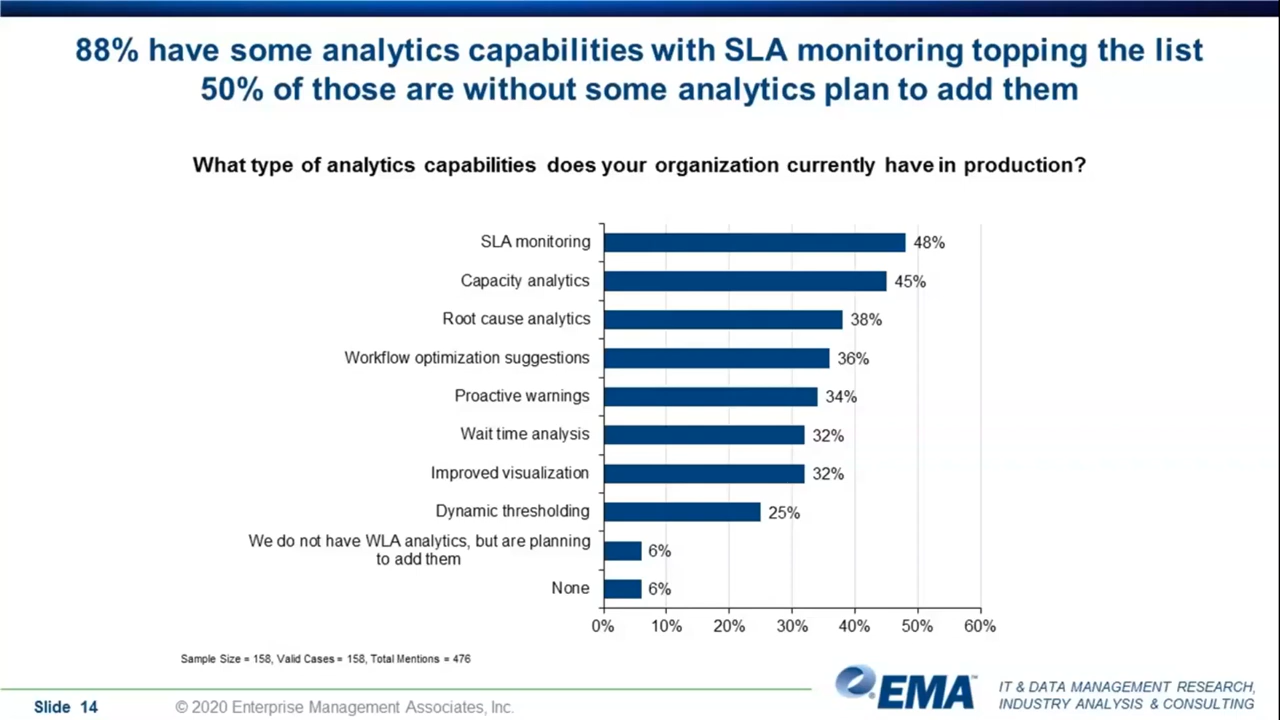 88% have some analytics capabilities with SLA monitoring topping the list
50% of those are without some analytics plan to add them
What type of analytics capabilities does your organization currently have in production?
SLA monitoring 48%
Capacity analytics 45%
Root cause analytics 38%
Workflow optimization suggestions 36%
Proactive warnings 34%
Wait time analysis 32%
Improved visualization 32%
Dynamic thresholding 25%
We do not have WLA analytics, but are planning
to add them 6%
None 6%
0% 10% 20% 30% 40% 50% 60%
Sample Size = 158, Valid Cases = 158, Total Mentions = 476
Slide 14 © 2020 Enterprise Management Associates, Inc.
EMA™
IT & DATA MANAGEMENT RESEARCH,
INDUSTRY ANALYSIS & CONSULTING